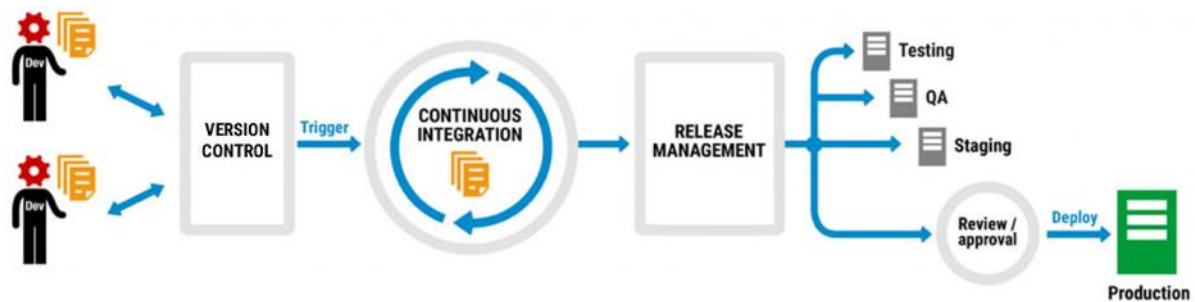 Dev
Dev
VERSION
CONTROL
Trigger
CONTINUOUS
INTEGRATION
RELEASE
MANAGEMENT
Testing
QA
Staging
Review /
approval
Deploy
Production